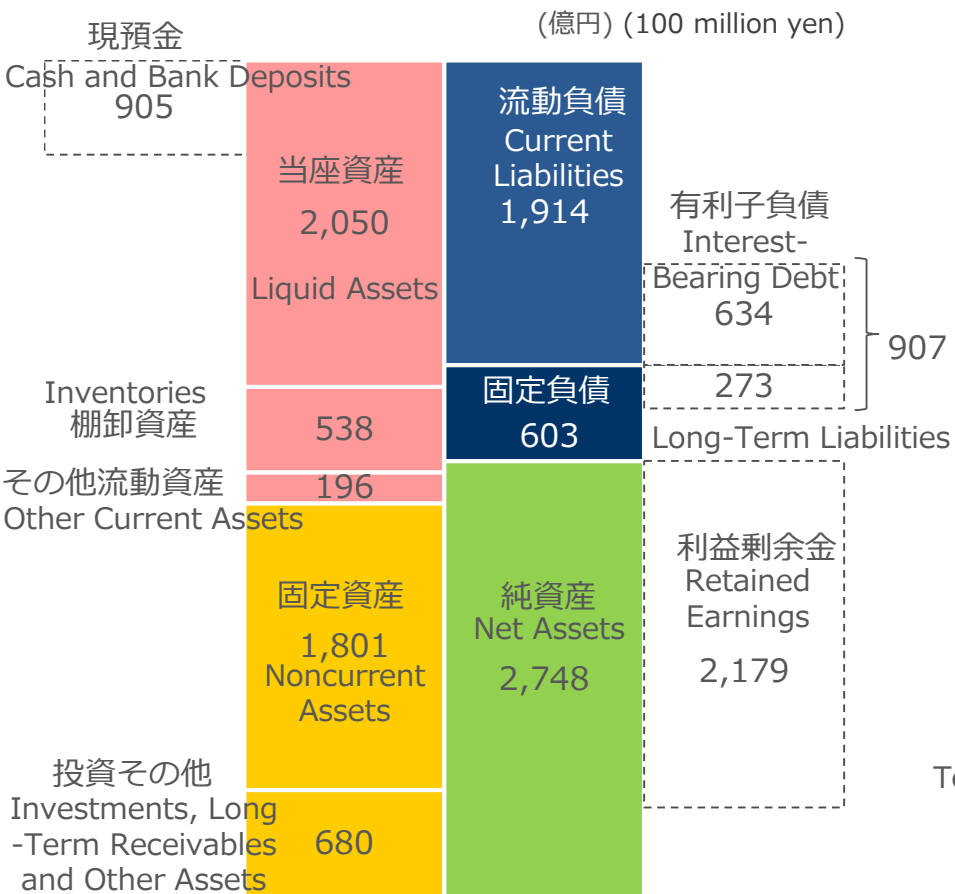 (億円) (100 million yen)
現預金
Cash and Bank Deposits
905
当座資産
2,050
Liquid Assets
Inventories
棚卸資産
538
その他流動資産
196
Other Current Assets
固定資産
1,801
Noncurrent
Assets
投資その他
Investments, Long
-Term Receivables
and Other Assets
680
流動負債
Current
Liabilities
1,914
有利子負債
Interest-
Bearing Debt
634
907
273
固定負債
603
Long-Term Liabilities
純資産
Net Assets
2,748
利益剰余金
Retained
Earnings
2,179